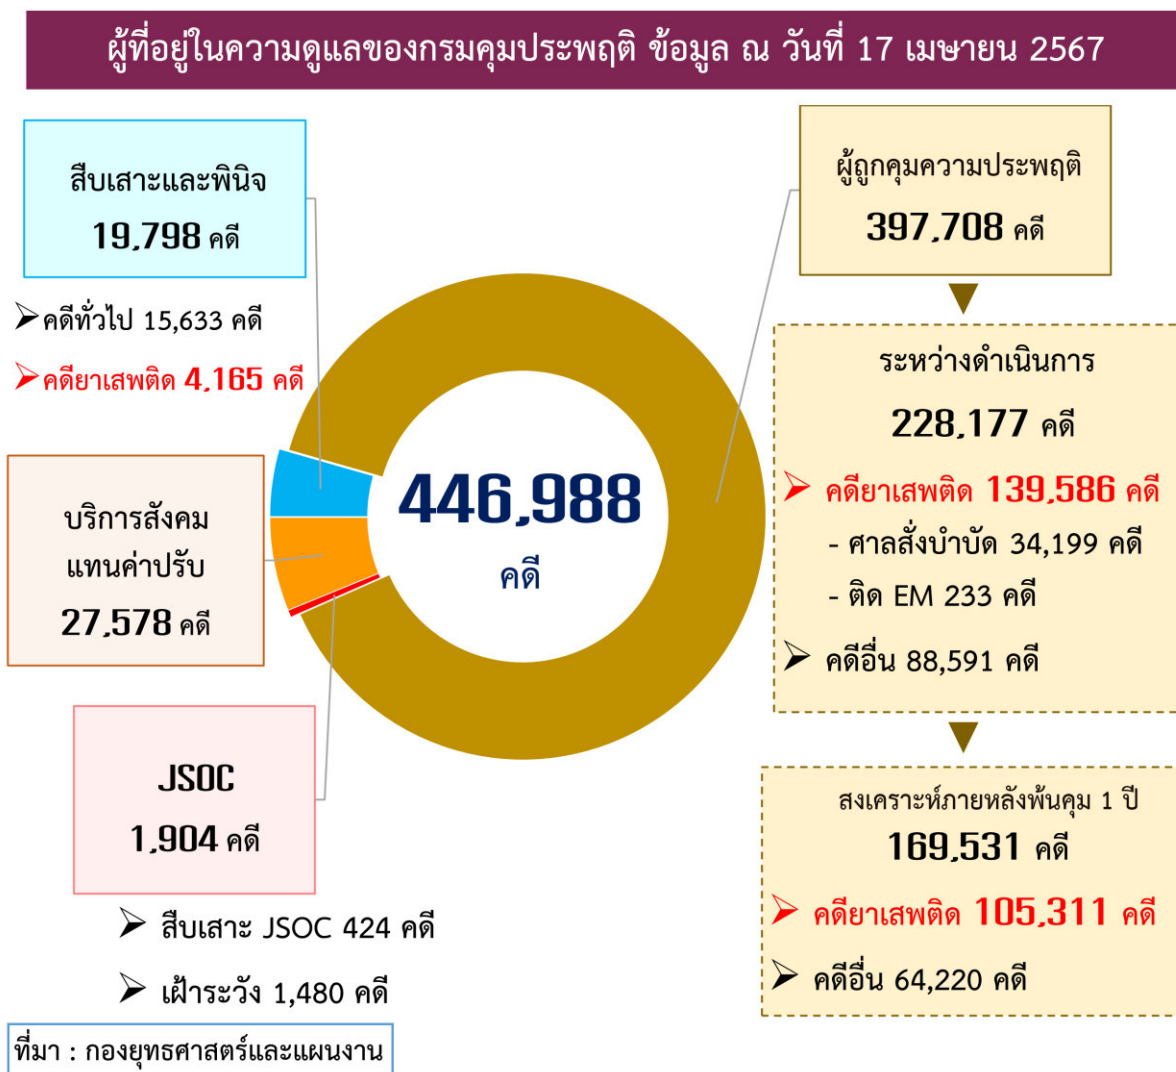 ผู้ที่อยู่ในความดูแลของกรมคุมประพฤติ ข้อมูล ณ วันที่ 17 เมษายน 2567
สืบเสาะและพินิจ
19,798 คดี
➢คดีทั่วไป 15,633 คดี
➢คดียาเสพติด 4,165 คดี
บริการสังคม
แทนค่าปรับ
27,578 คดี
JSOC
1,904 คดี
➢ สืบเสาะ JSOC 424 คดี
➢ เฝ้าระวัง 1,480 คดี
446,988
คดี
ผู้ถูกคุมความประพฤติ
397,708 คดี
ระหว่างดำเนินการ
228,177 คดี
➢ คดียาเสพติด 139,586 คดี
- ศาลสั่งบำบัด 34,199 คดี
- ติด EM 233 คดี
➢ คดีอื่น 88,591 คดี
สงเคราะห์ภายหลังพ้นคุม 1 ปี
169,531 คดี
➢ คดียาเสพติด 105,311 คดี
➢ คดีอื่น 64,220 คดี
ที่มา : กองยุทธศาสตร์และแผนงาน